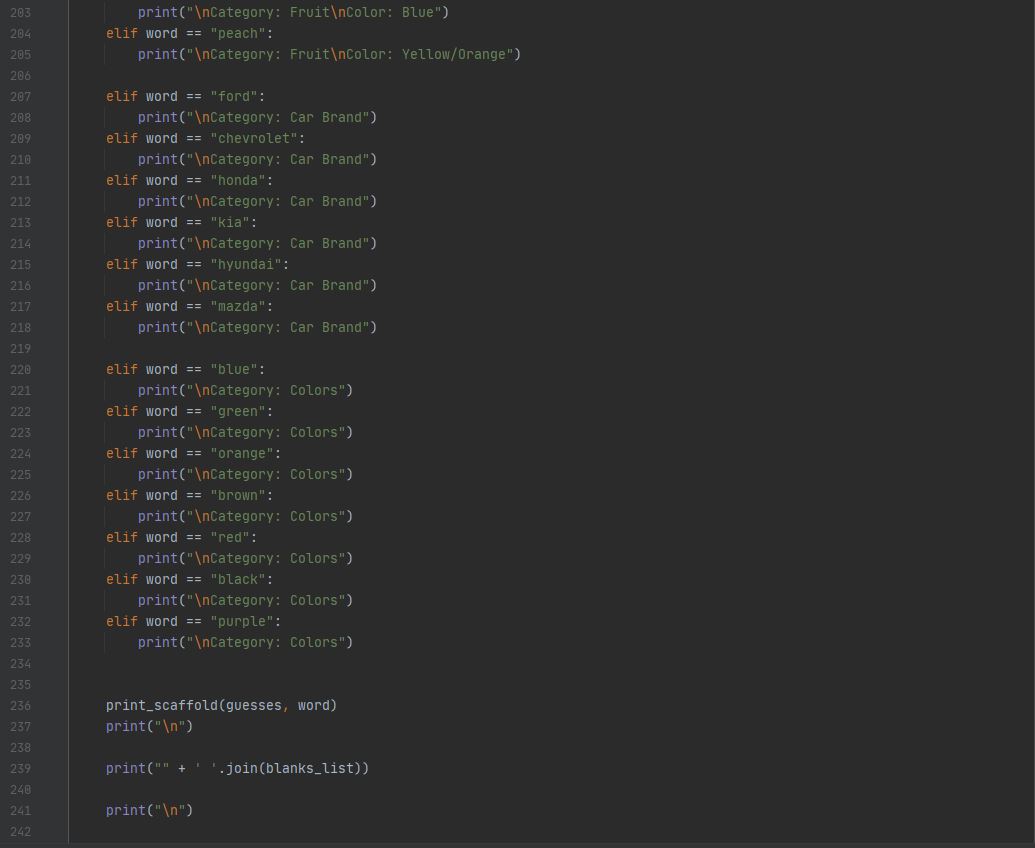 203 print("\nCategory: Fruit\nColor: Blue")
204 elif word == "peach":
205 print("\nCategory: Fruit\nColor: Yellow/Orange")
206
207 elif word == "ford":
208 print("\nCategory: Car Brand")
209 elif word == "chevrolet":
210 print("\nCategory: Car Brand")
211 elif word == "honda":
212 print("\nCategory: Car Brand")
213 elif word == "kia":
214 print("\nCategory: Car Brand")
215 elif word == "hyundai":
216 print("\nCategory: Car Brand")
217 elif word == "mazda":
218 print("\nCategory: Car Brand")
219
220 elif word == "blue":
221 print("\nCategory: Colors")
222 elif word == "green":
223 print("\nCategory: Colors")
224 elif word == "orange":
225 print("\nCategory: Colors")
226 elif word == "brown":
227 print("\nCategory: Colors")
228 elif word == "red":
229 print("\nCategory: Colors")
230 elif word == "black":
231 print("\nCategory: Colors")
232 elif word == "purple":
233 print("\nCategory: Colors")
234
235
236 print_scaffold(guesses, word)
237 print("\n")
238
239 print("" + ' '.join(blanks_list))
240
241 print("\n")
242